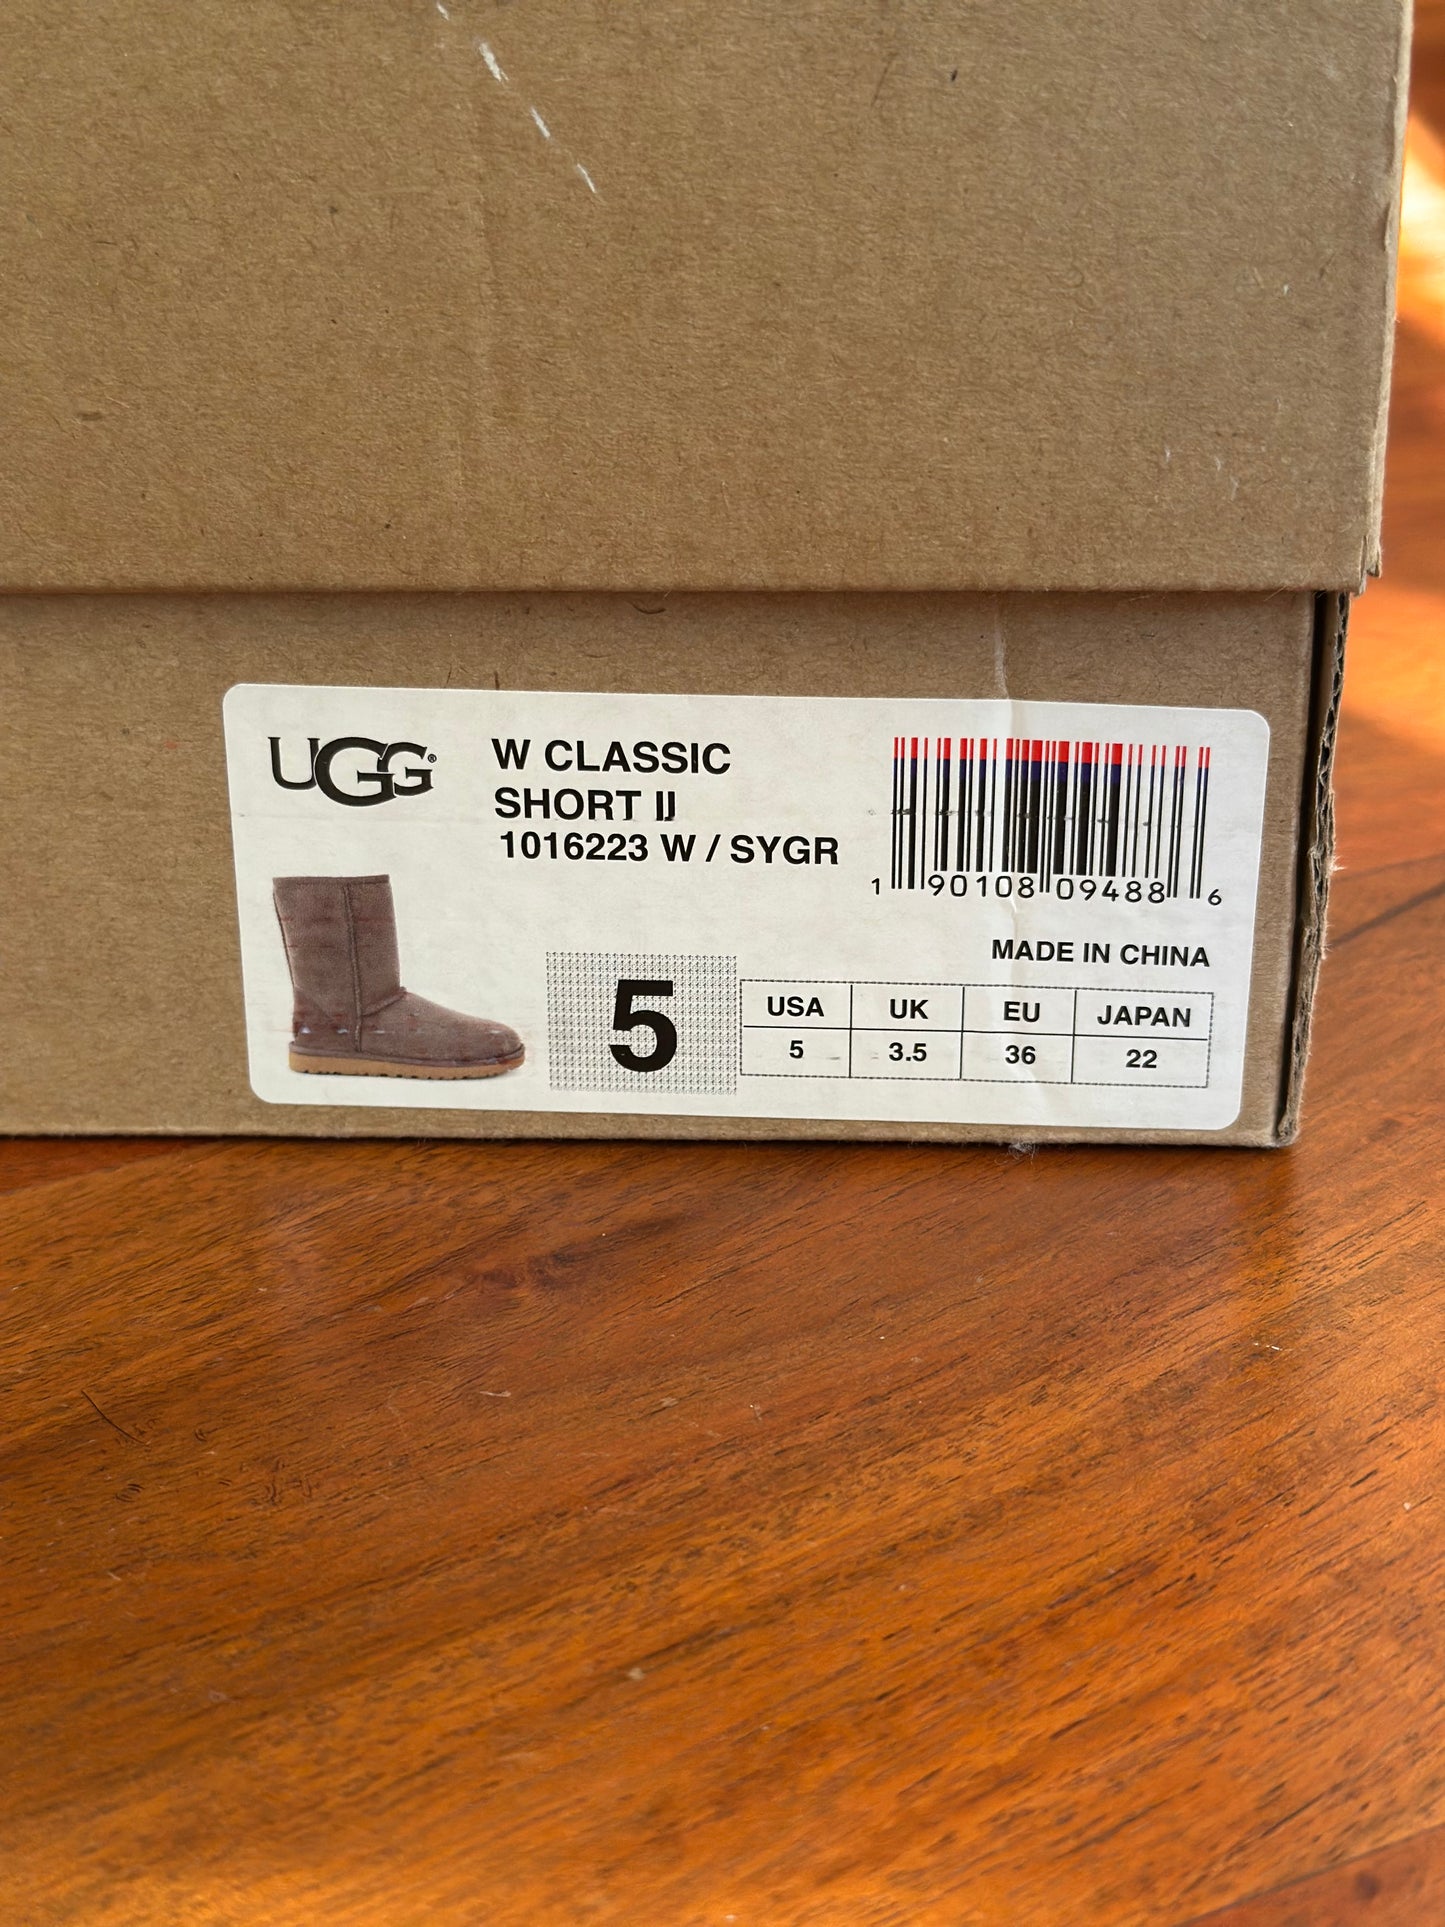 UGG®
W CLASSIC
SHORT II
1016223 W / SYGR
1 90108 09488 6
MADE IN CHINA
5
USA UK EU JAPAN
5 3.5 36 22